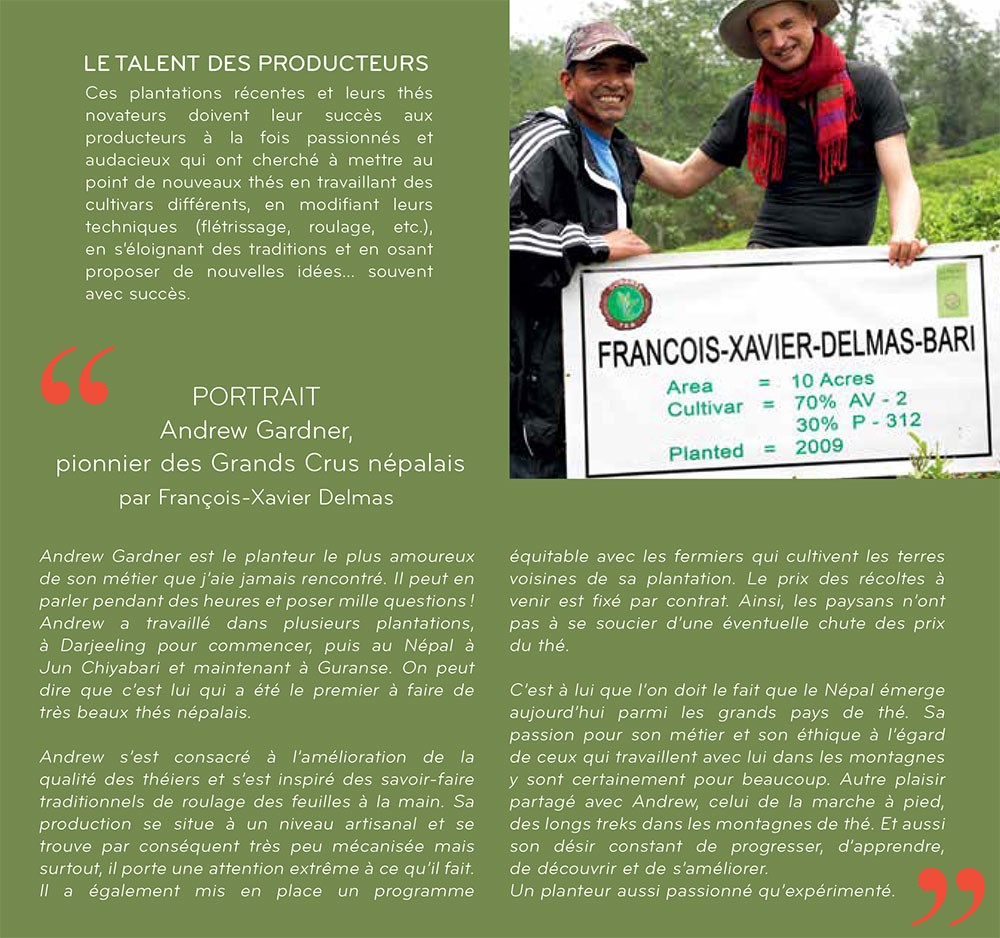 LE TALENT DES PRODUCTEURS
Ces plantations récentes et leurs thés
novateurs doivent leur succès aux
producteurs à la fois passionnés et
audacieux qui ont cherché à mettre au
point de nouveaux thés en travaillant des
cultivars différents, en modifiant leurs
techniques (flétrissage, roulage, etc.),
en s’éloignant des traditions et en osant
proposer de nouvelles idées... souvent
avec succès.
FRANCOIS-XAVIER-DELMAS-BARI
Area = 10 Acres
Cultivar = 70% AV - 2
30% P - 312
Planted = 2009
“
PORTRAIT
Andrew Gardner,
pionnier des Grands Crus népalais
par François-Xavier Delmas
Andrew Gardner est le planteur le plus amoureux
de son métier que j’aie jamais rencontré. Il peut en
parler pendant des heures et poser mille questions !
Andrew a travaillé dans plusieurs plantations,
à Darjeeling pour commencer, puis au Népal à
Jun Chiyabari et maintenant à Guranse. On peut
dire que c’est lui qui a été le premier à faire de
très beaux thés népalais.
Andrew s’est consacré à l’amélioration de la
qualité des théiers et s’est inspiré des savoir-faire
traditionnels de roulage des feuilles à la main. Sa
production se situe à un niveau artisanal et se
trouve par conséquent très peu mécanisée mais
surtout, il porte une attention extrême à ce qu’il fait.
Il a également mis en place un programme
équitable avec les fermiers qui cultivent les terres
voisines de sa plantation. Le prix des récoltes à
venir est fixé par contrat. Ainsi, les paysans n’ont
pas à se soucier d’une éventuelle chute des prix
du thé.
C’est à lui que l’on doit le fait que le Népal émerge
aujourd’hui parmi les grands pays de thé. Sa
passion pour son métier et son éthique à l’égard
de ceux qui travaillent avec lui dans les montagnes
y sont certainement pour beaucoup. Autre plaisir
partagé avec Andrew, celui de la marche à pied,
des longs treks dans les montagnes de thé. Et aussi
son désir constant de progresser, d’apprendre,
de découvrir et de s’améliorer.
Un planteur aussi passionné qu’expérimenté.
”